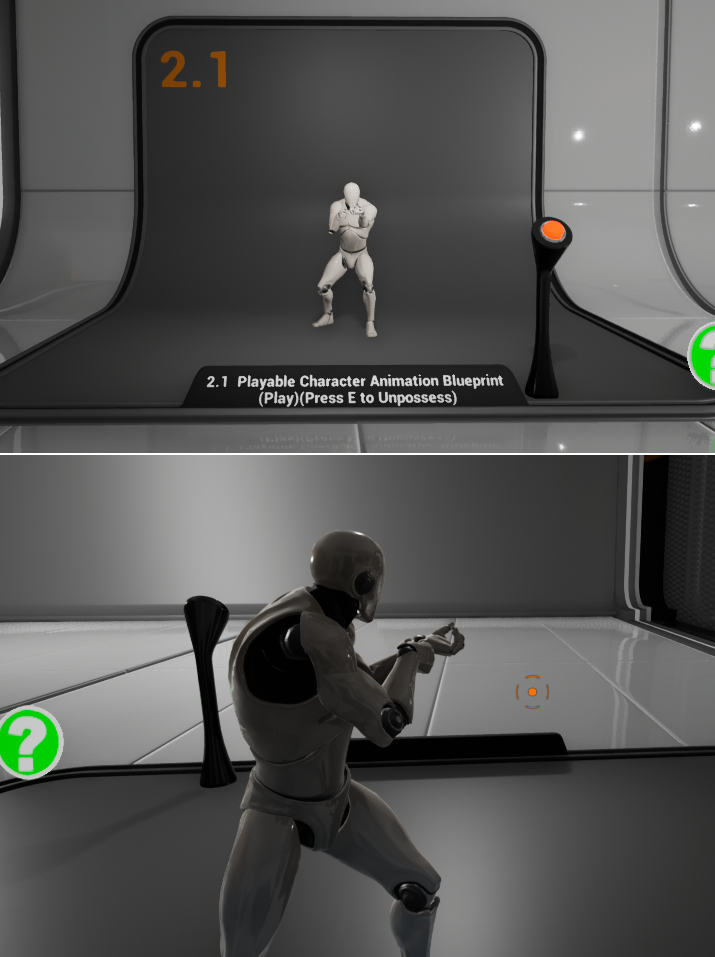 2.1
2.1 Playable Character Animation Blueprint
(Play)(Press E to Unpossess)
?
?